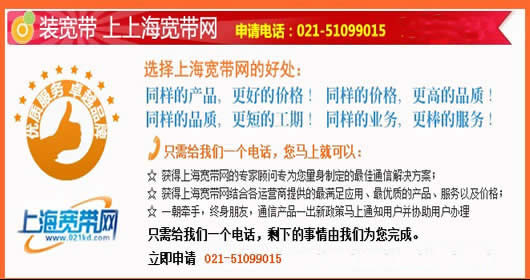 装宽带 上上海宽带网 申请电话：021-51099015
选择上海宽带网的好处：
同样的产品，更好的价格！ 同样的价格，更高的品质！
同样的品质，更短的工期！ 同样的业务，更棒的服务！
优质服务 卓越品牌
只需给我们一个电话，您马上就可以：
☆ 获得上海宽带网的专家顾问专为您量身制定的最佳通信解决方案；
☆ 获得上海宽带网结合各运营商提供的最满足应用、最优质的产品、服务以及价格；
☆ 一朝牵手，终身朋友，通信产品一出新政策马上通知用户并协助用户办理
上海宽带网
www.021kd.com
只需给我们一个电话，剩下的事情由我们为您完成。
立即申请 021-51099015